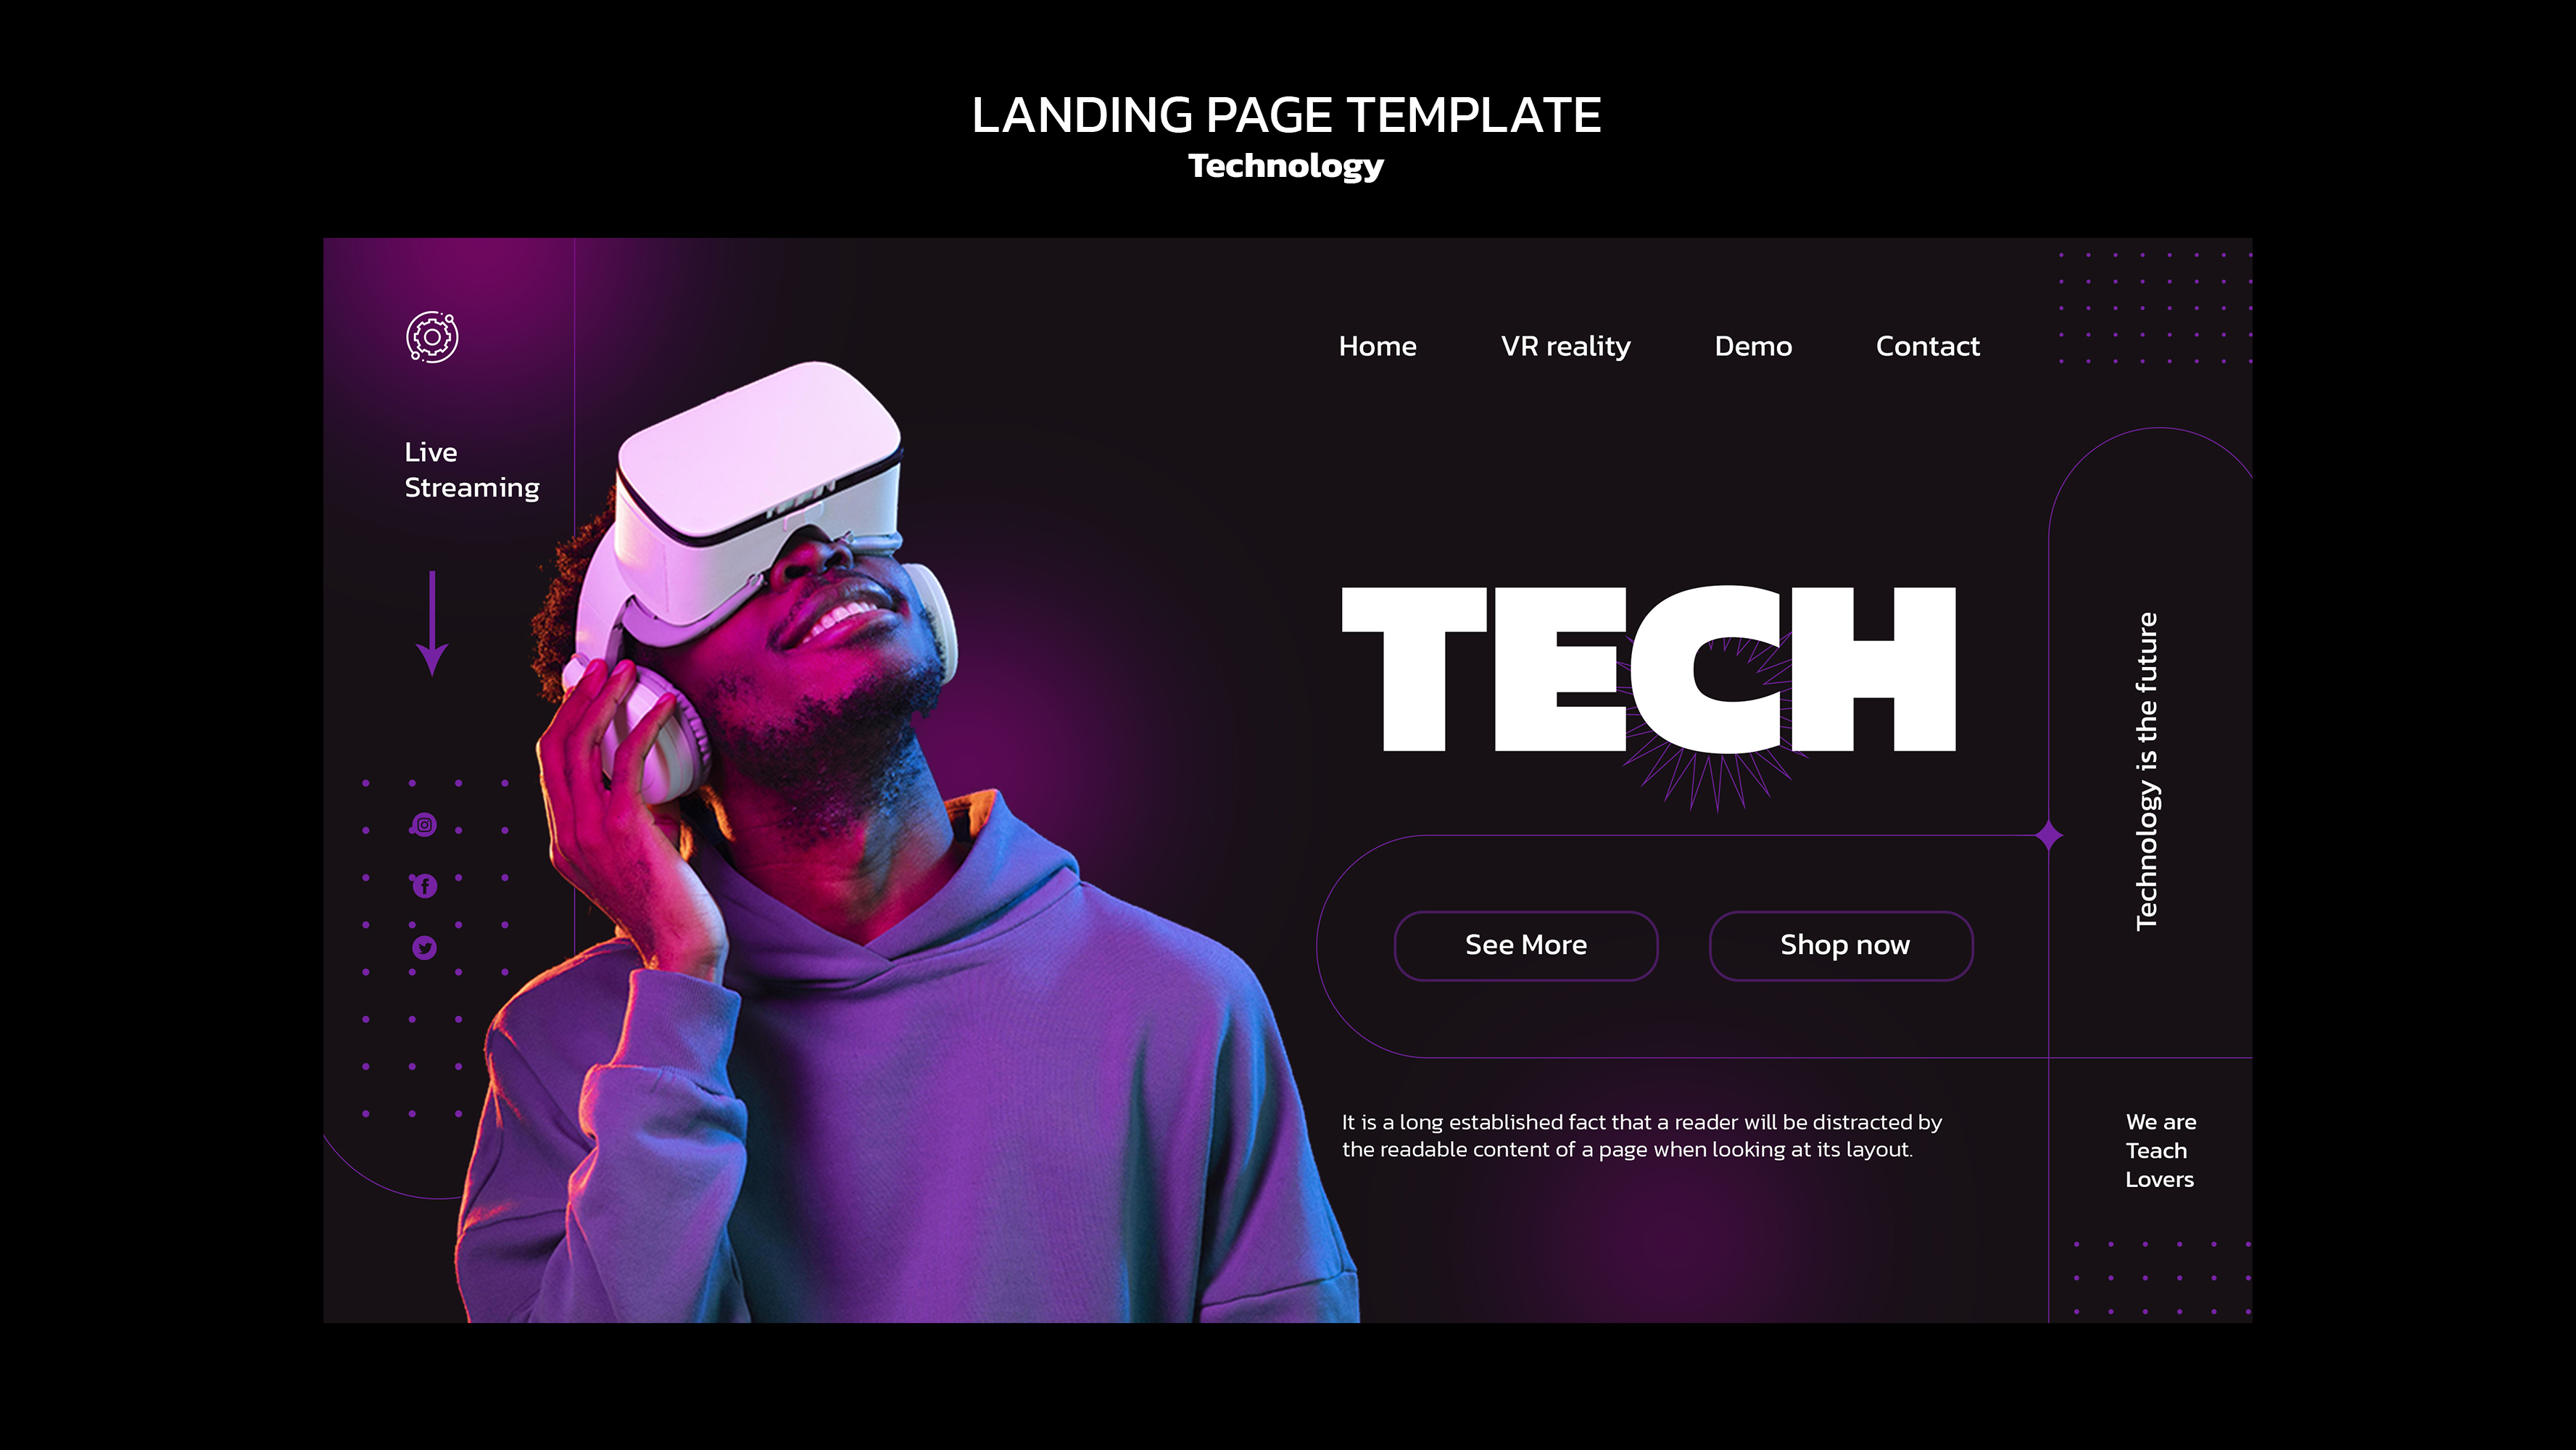 LANDING PAGE TEMPLATE
Technology
Home VR reality Demo Contact
Live
Streaming
TECH
Technology is the future
See More Shop now
It is a long established fact that a reader will be distracted by
the readable content of a page when looking at its layout.
We are
Teach
Lovers